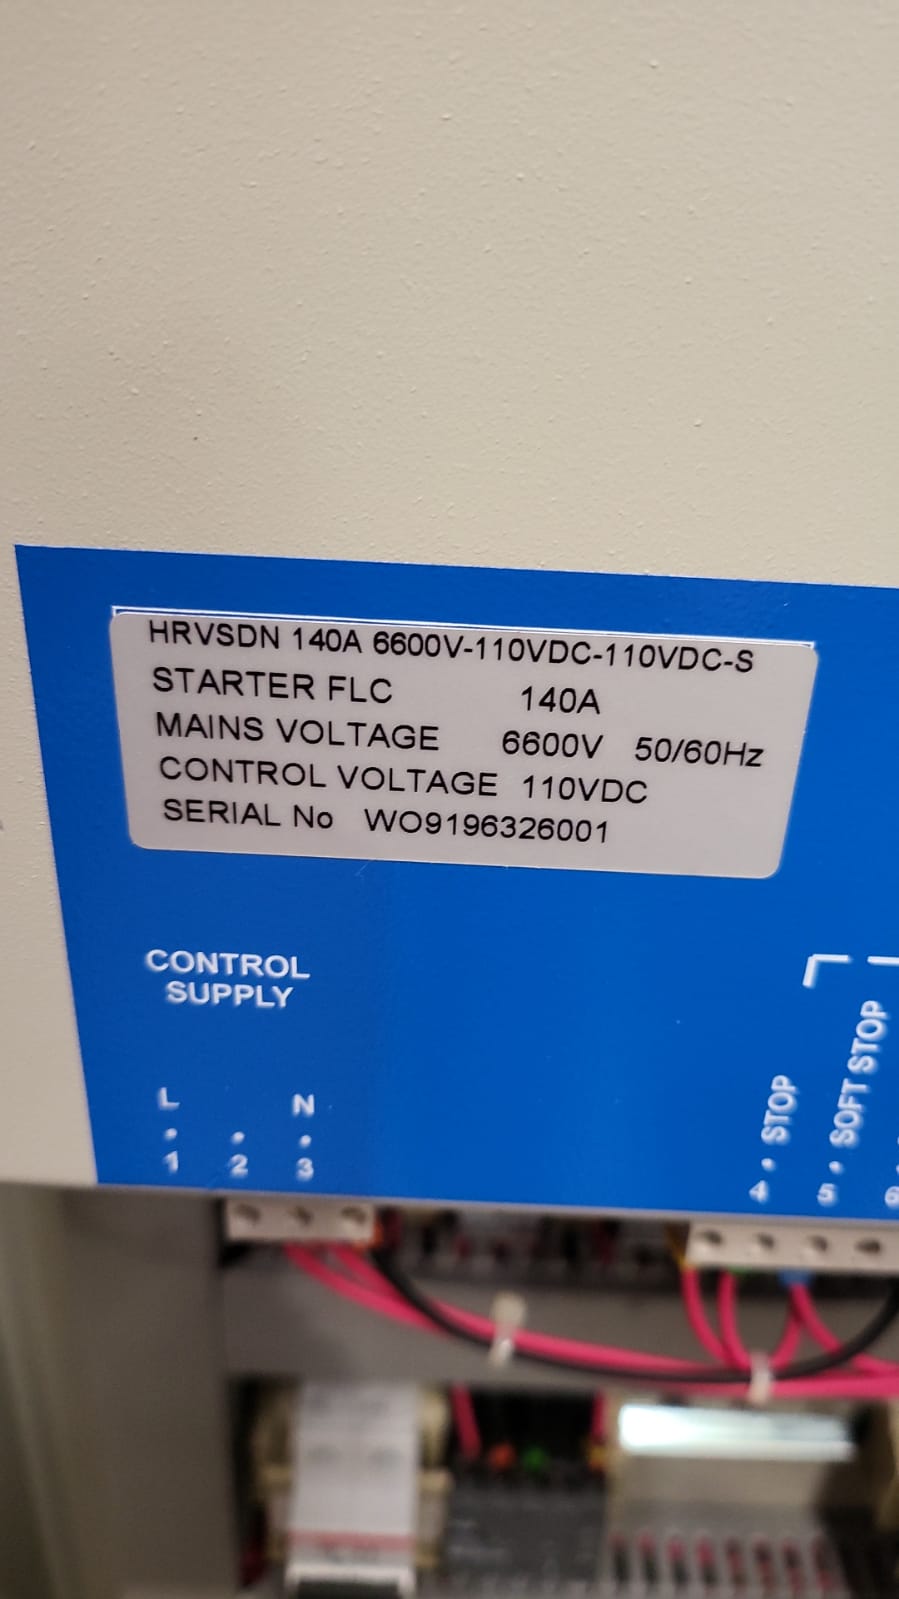 HRVSDN 140A 6600V-110VDC-110VDC-S
STARTER FLC 140A
MAINS VOLTAGE 6600V 50/60Hz
CONTROL VOLTAGE 110VDC
SERIAL No WO9196326001
CONTROL
SUPPLY
L N
1 2 3
4 • STOP
5 • SOFT STOP
6